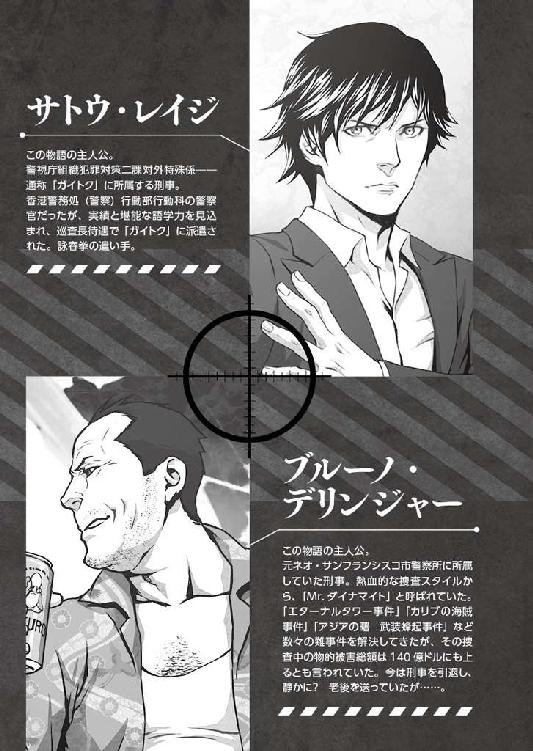 サトウ・レイジ
この物語の主人公。
警視庁組織犯罪対策二課対外特殊係――
通称「ガイトク」に所属する刑事。
香港警務処（警察）行動部行動科の警察
官だったが、実績と堪能な語学力を見込
まれ、巡査長待遇で「ガイトク」に派遣さ
れた。詠春拳の遣い手。
ブルーノ・
デリンジャー
この物語の主人公。
元ネオ・サンフランシスコ市警察所に所属
していた刑事。熱血的な捜査スタイルか
ら、「Mr.ダイナマイト」と呼ばれていた。
「エターナルタワー事件」「カリブの海賊
事件」「アジアの曙 武装蜂起事件」など
数々の難事件を解決してきたが、その捜
査中の物的被害総額は140億ドルにも上
るとも言われていた。今は刑事を引退し、
静かに？ 老後を送っていたが……。